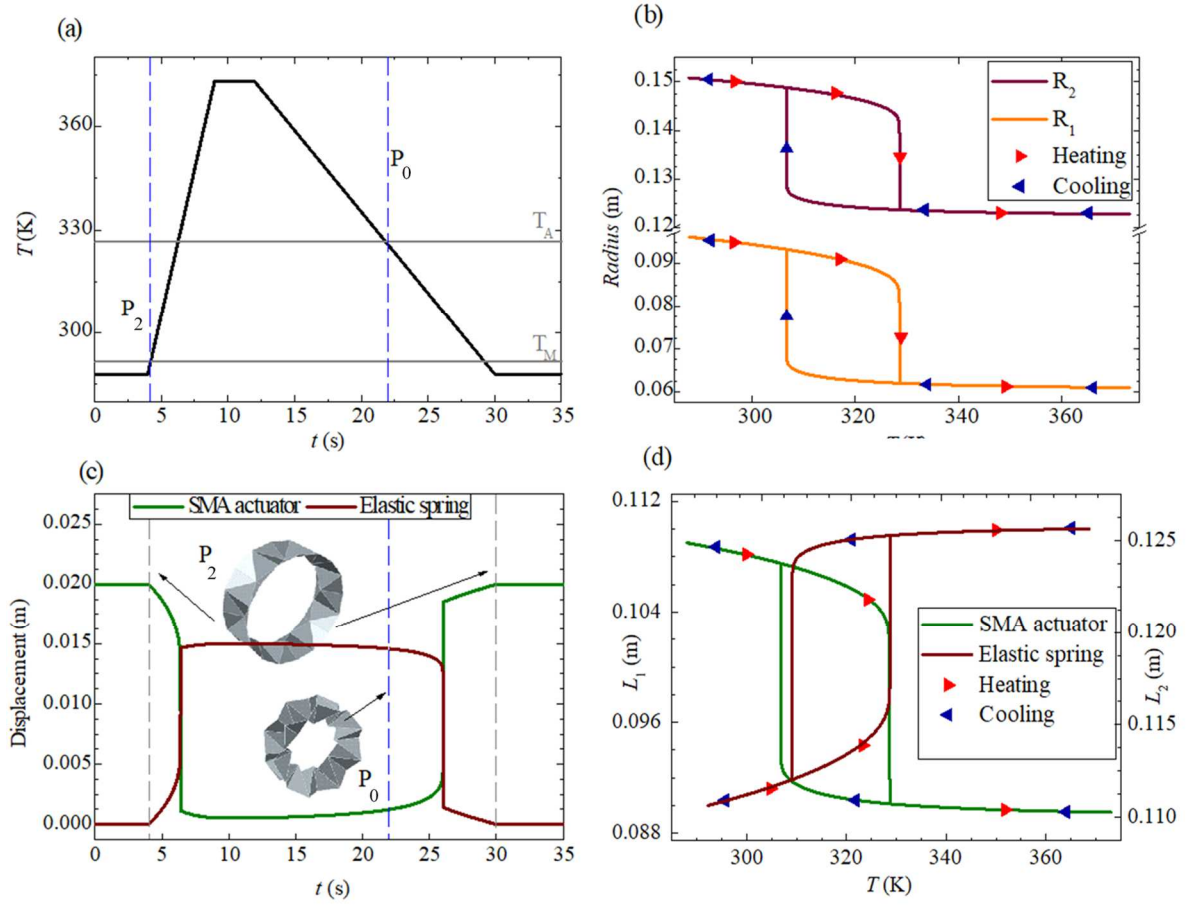 (a)
T (K)
360
330
300
P2
P0
TA
TM
0 5 10 15 20 25 30 35
t (s)
(b)
Radius (m)
0.15
0.14
0.13
0.12
0.09
0.08
0.07
0.06
R2
R1
Heating
Cooling
300 320 340 360
(c)
SMA actuator Elastic spring
Displacement (m)
0.025
0.020
0.015
0.010
0.005
0.000
P2
P0
0 5 10 15 20 25 30 35
t (s)
(d)
L1 (m)
0.112
0.104
0.096
0.088
SMA actuator
Elastic spring
Heating
Cooling
0.125
0.120
0.115
0.110
L2 (m)
300 320 340 360
T (K)